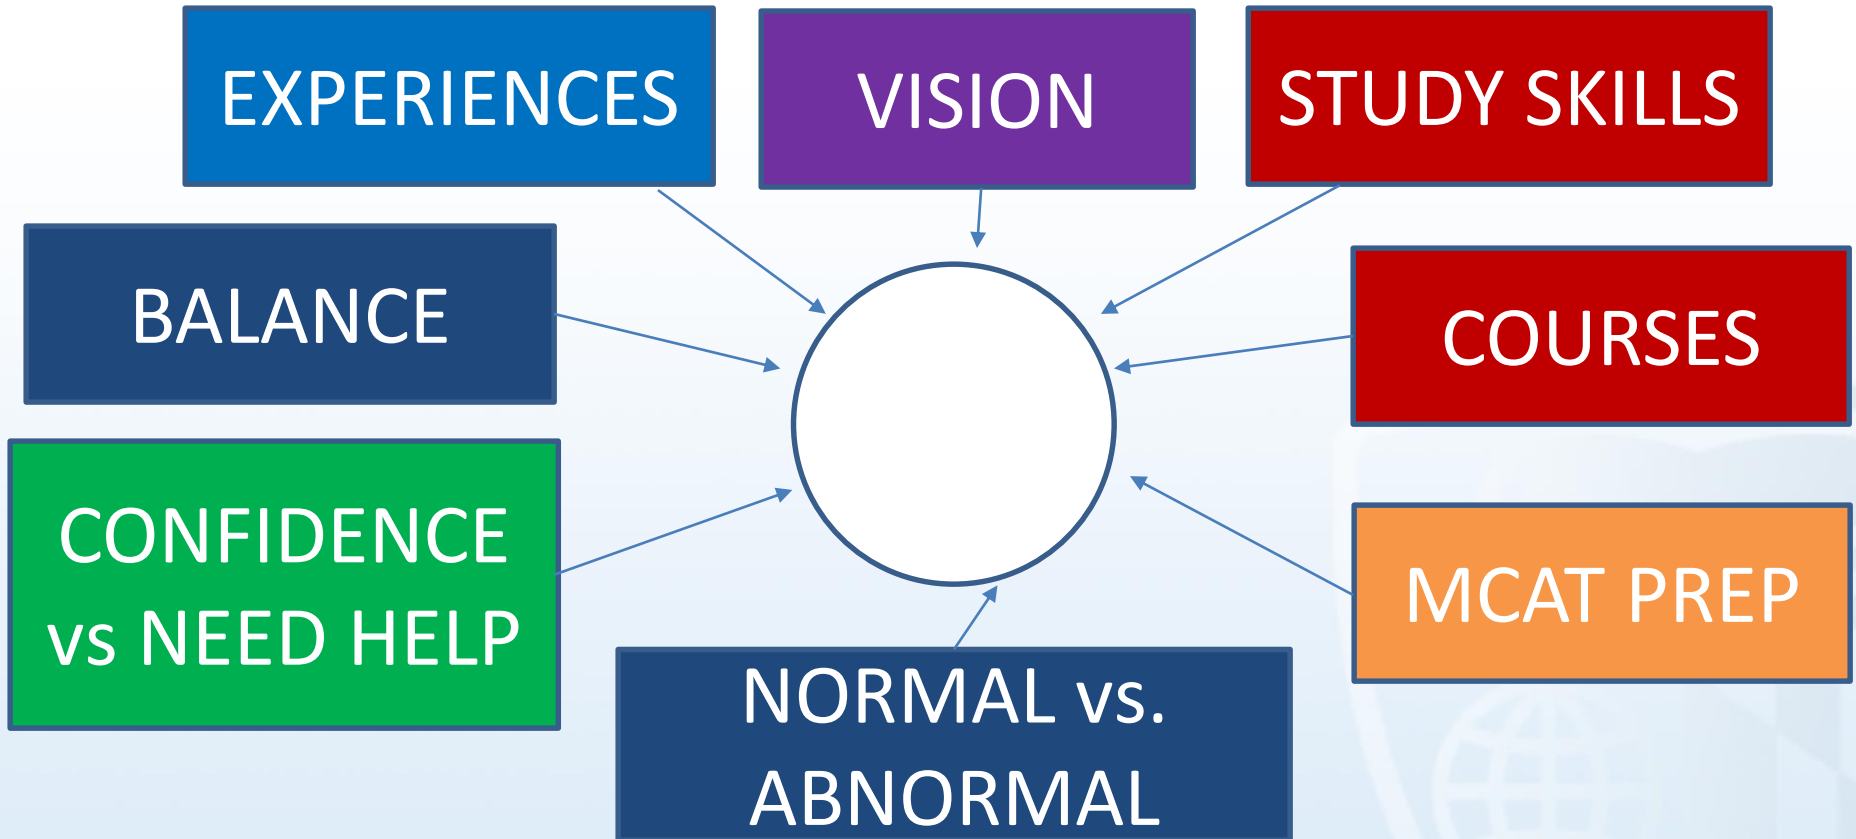 EXPERIENCES
VISION
STUDY SKILLS
BALANCE
COURSES
CONFIDENCE
vs NEED HELP
MCAT PREP
NORMAL vs.
ABNORMAL